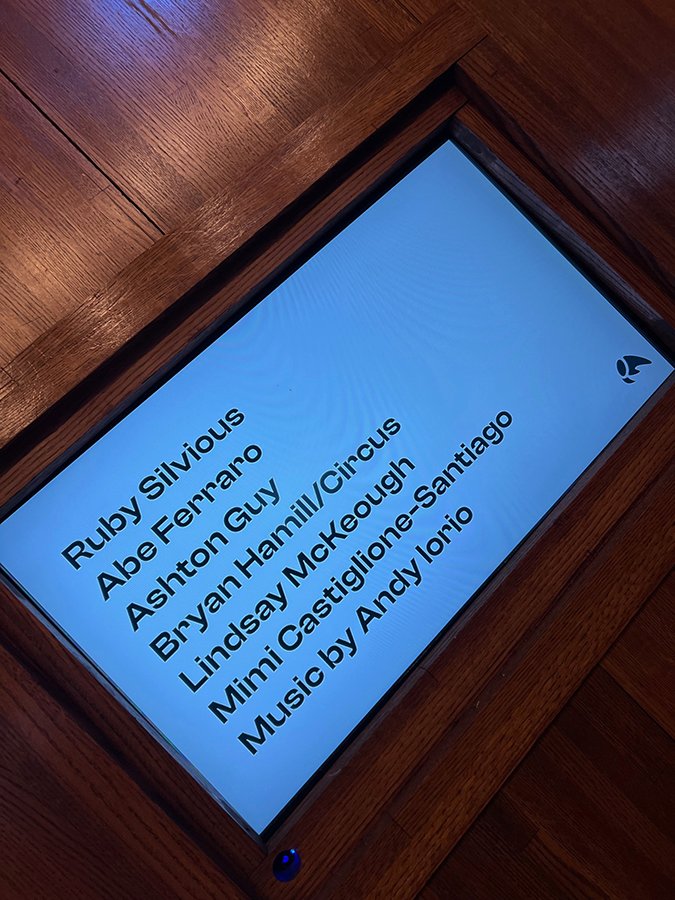 Ruby Silvious
Abe Ferraro
Ashton Guy
Bryan Hamill/Circus
Lindsay McKeough
Mimi Castiglione-Santiago
Music by Andy Iorio